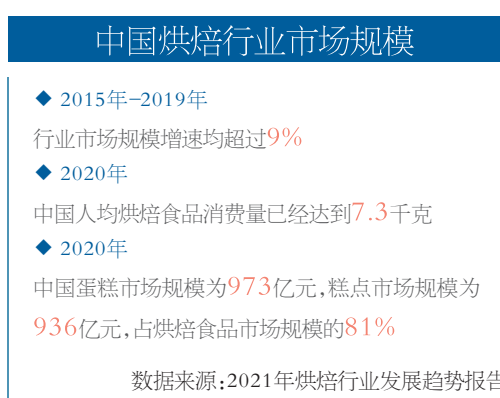 中国烘焙行业市场规模
◆ 2015年-2019年
行业市场规模增速均超过9%
◆ 2020年
中国人均烘焙食品消费量已经达到7.3千克
◆ 2020年
中国蛋糕市场规模为973亿元,糕点市场规模为
936亿元,占烘焙食品市场规模的81%
数据来源:2021年烘焙行业发展趋势报告